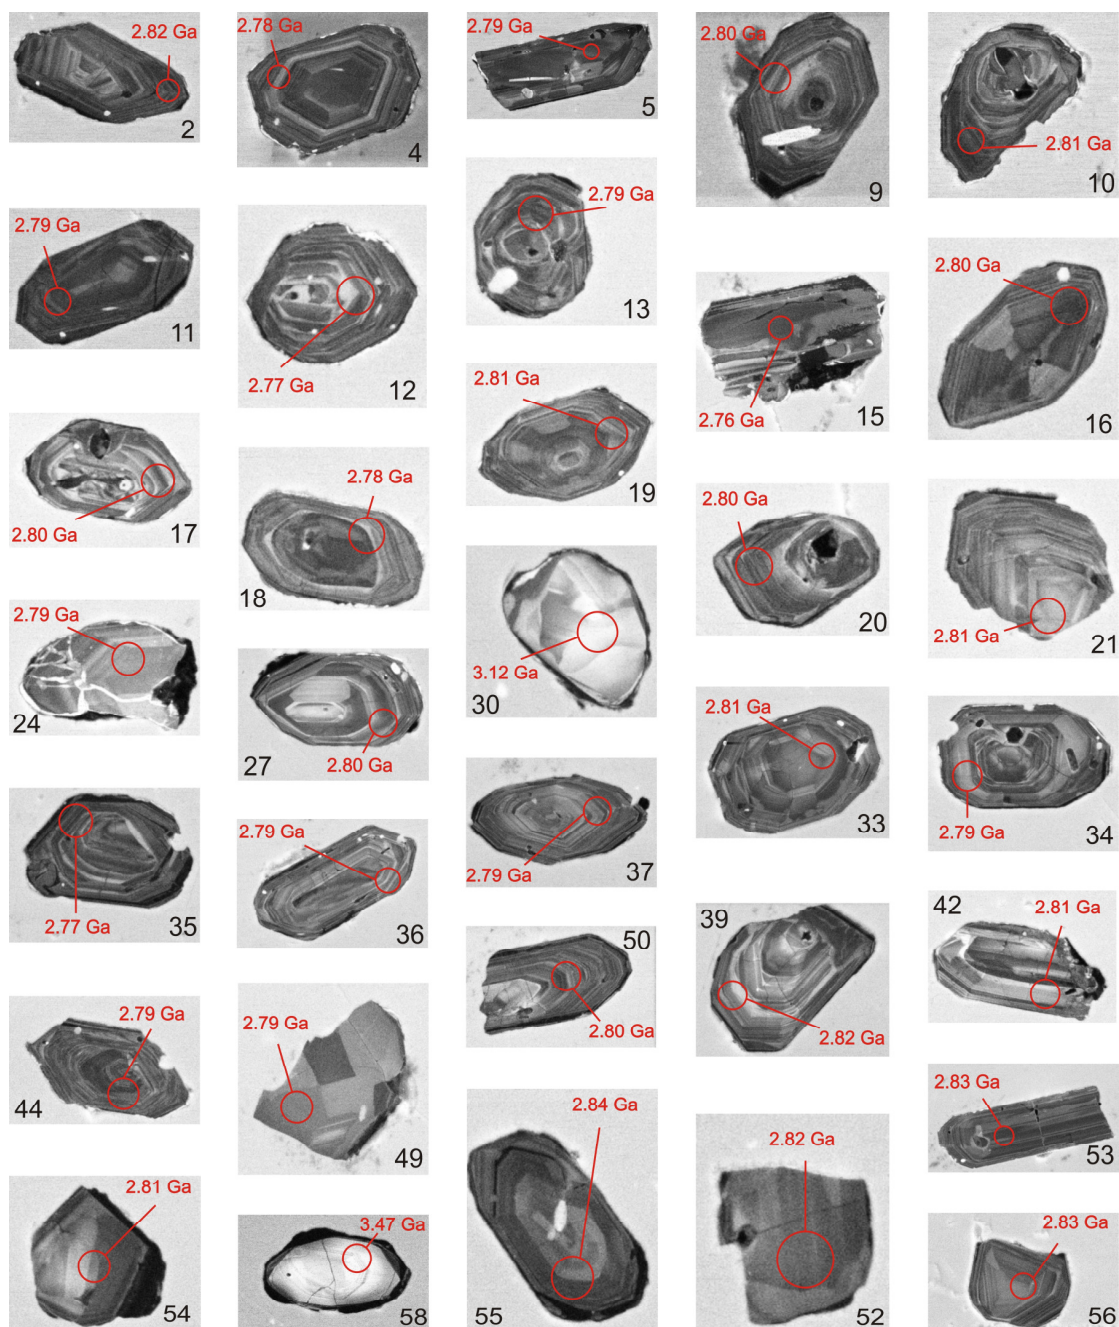 2.82 Ga
2
2.78 Ga
4
2.79 Ga
5
2.80 Ga
9
2.81 Ga
10
2.79 Ga
11
2.77 Ga
12
2.79 Ga
13
2.76 Ga
15
2.80 Ga
16
2.80 Ga
17
2.78 Ga
18
2.81 Ga
19
2.80 Ga
20
2.81 Ga
21
2.79 Ga
24
2.80 Ga
27
3.12 Ga
30
2.81 Ga
33
2.79 Ga
34
2.77 Ga
35
2.79 Ga
36
2.79 Ga
37
39
2.82 Ga
42
2.81 Ga
2.79 Ga
44
2.79 Ga
49
50
2.80 Ga
2.83 Ga
53
2.81 Ga
54
3.47 Ga
58
2.84 Ga
55
2.82 Ga
52
2.83 Ga
56